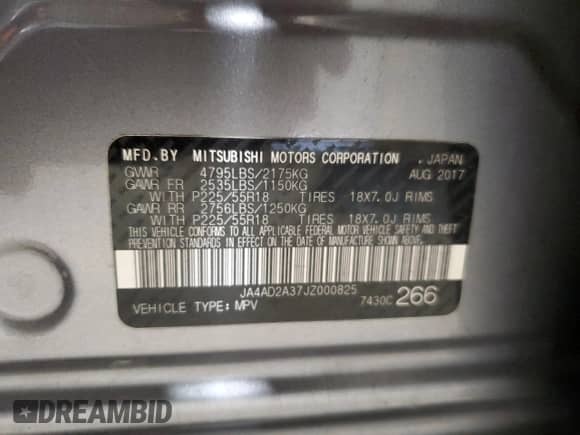 MFD.BY MITSUBISHI MOTORS CORPORATION , JAPAN
GVWR 4795LBS/2175KG AUG 2017
GAWR FR 2535LBS/1150KG
WITH P225/55R18 TIRES 18X7.0J RIMS
GAWR RR 2756LBS/1250KG
WITH P225/55R18 TIRES 18X7.0J RIMS
THIS VEHICLE CONFORMS TO ALL APPLICABLE FEDERAL MOTOR VEHICLE SAFETY AND THEFT
PREVENTION STANDARDS IN EFFECT ON THE DATE OF MANUFACTURE SHOWN ABOVE.
JA4AD2A37JZ000825
VEHICLE TYPE:MPV 7430C 266
DREAMBID